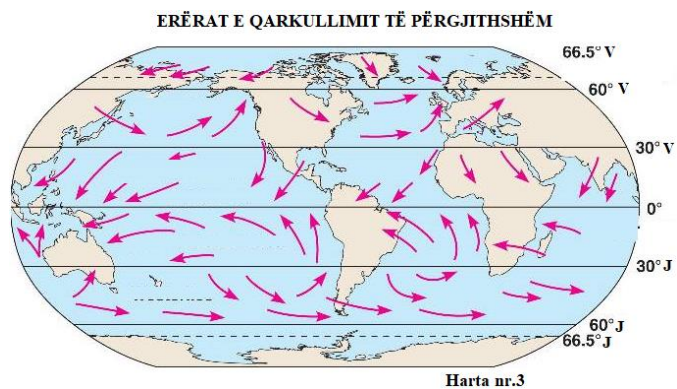 ERËRAT E QARKULLIMIT TË PËRGJITHSHËM
66.5° V
60° V
30° V
0°
30° J
60° J
66.5° J
Harta nr.3